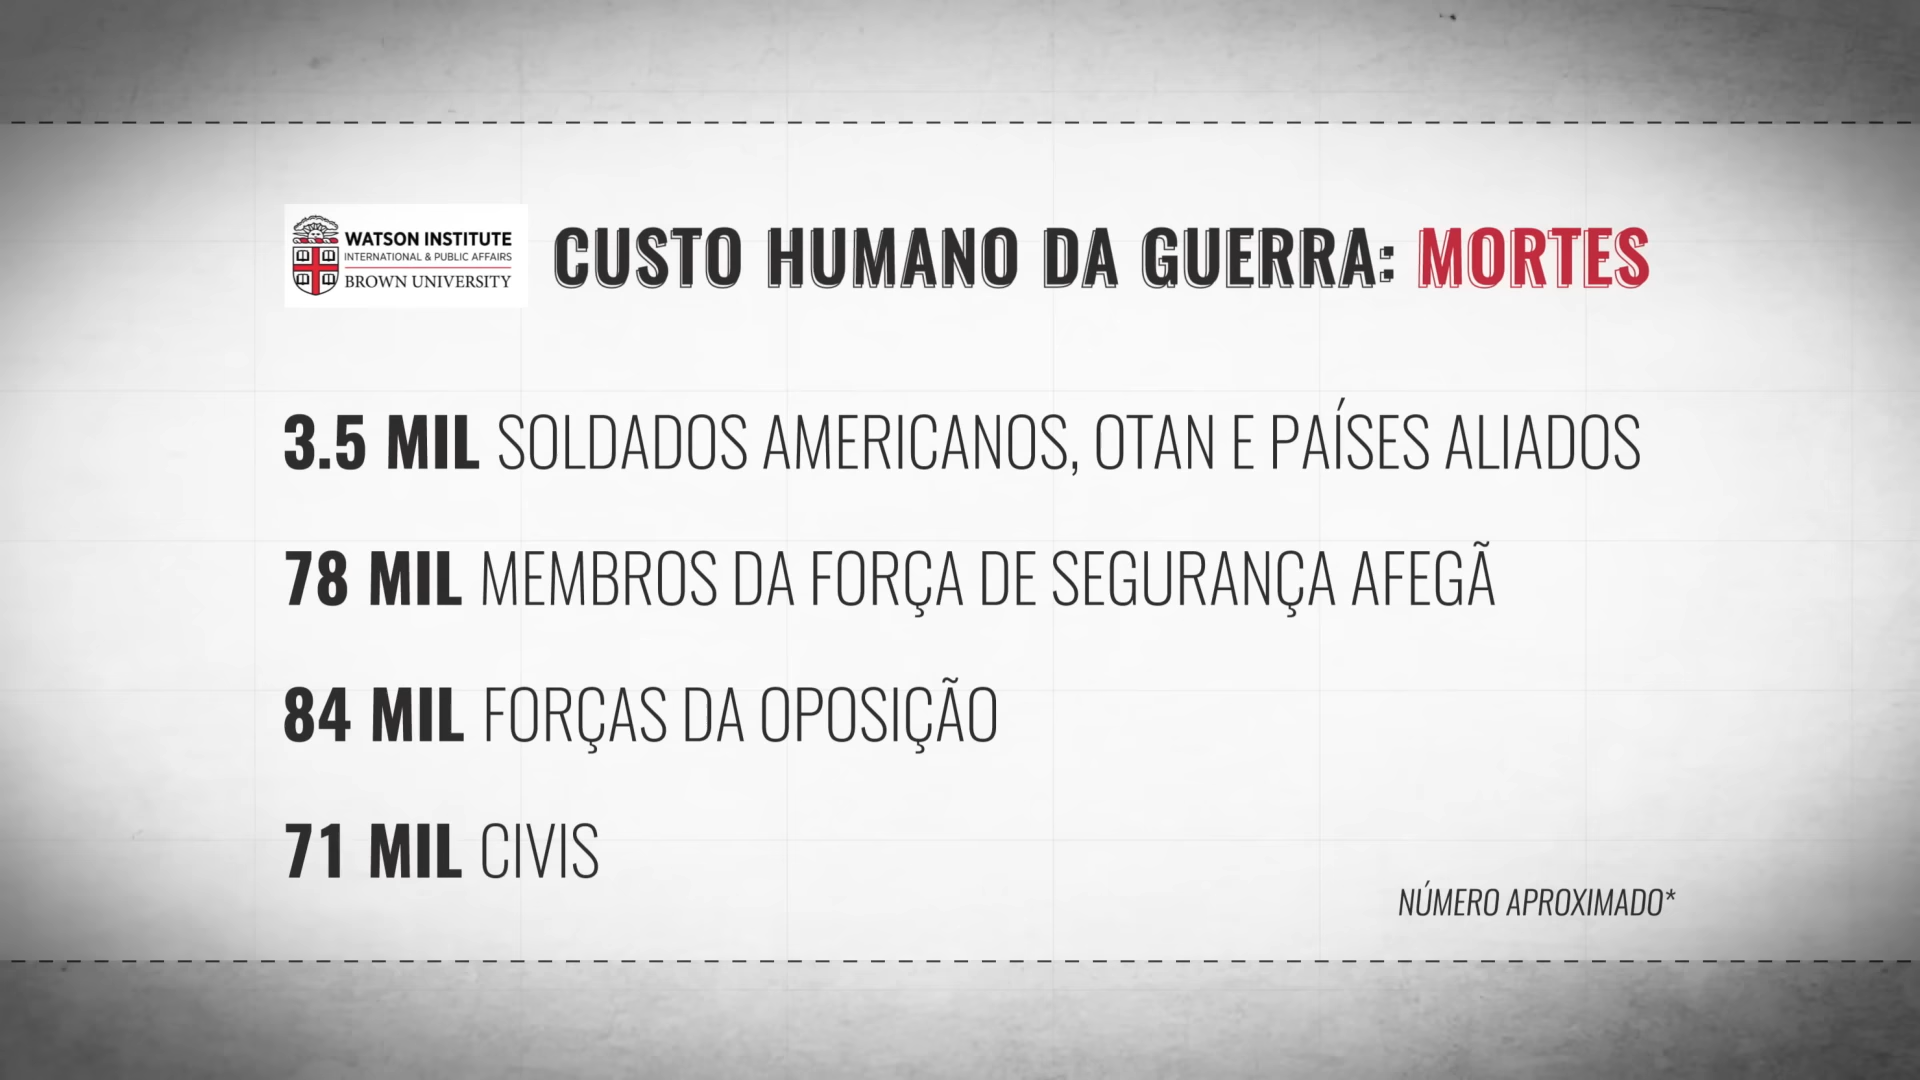 WATSON INSTITUTE
INTERNATIONAL & PUBLIC AFFAIRS
BROWN UNIVERSITY
CUSTO HUMANO DA GUERRA: MORTES
3.5 MIL SOLDADOS AMERICANOS, OTAN E PAÍSES ALIADOS
78 MIL MEMBROS DA FORÇA DE SEGURANÇA AFEGÃ
84 MIL FORÇAS DA OPOSIÇÃO
71 MIL CIVIS
NÚMERO APROXIMADO*